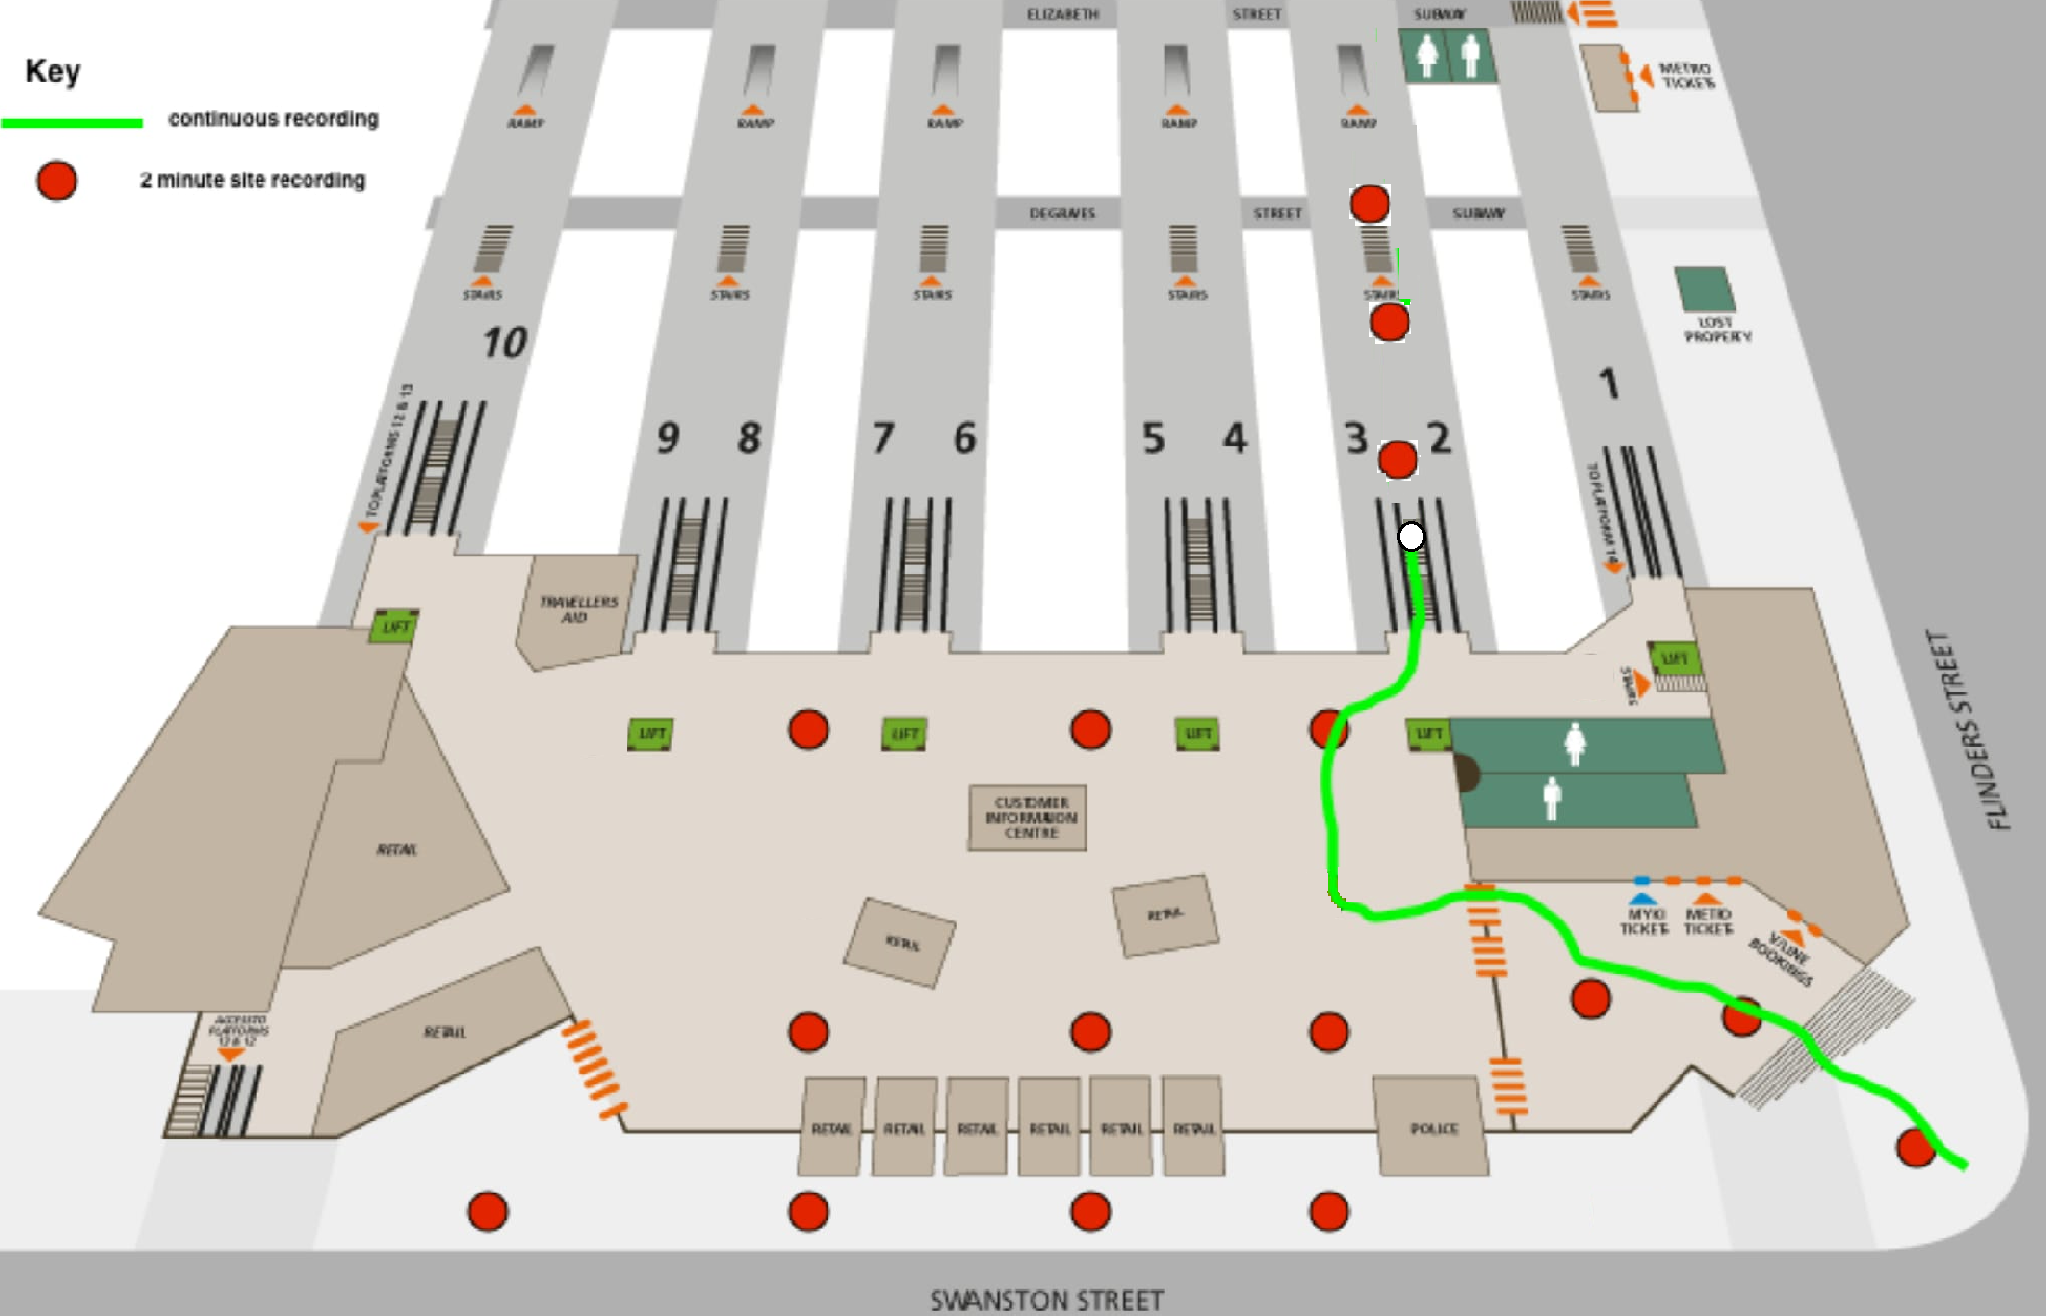 ELIZABETH STREET SUBWAY
Key
METRO
TICKETS
continuous recording
RAMP RAMP RAMP RAMP RAMP
2 minute site recording
DEGRAVES STREET SUBWAY
STAIRS STAIRS STAIRS STAIRS STAIRS STAIRS
LOST
PROPERTY
10
1
9 8 7 6 5 4 3 2
TO PLATFORMS 12 & 13
TO PLATFORM 14
TRAVELLERS
AID
LIFT
LIFT
STAIRS
LIFT LIFT LIFT LIFT
FLINDERS STREET
CUSTOMER
INFORMATION
CENTRE
RETAIL
RETAIL
RETAIL
MYKI
TICKETS
METRO
TICKETS
V/LINE
BOOKINGS
RETAIL
ACCESS TO
PLATFORMS
12 & 12
RETAIL RETAIL RETAIL RETAIL RETAIL RETAIL POLICE
SWANSTON STREET